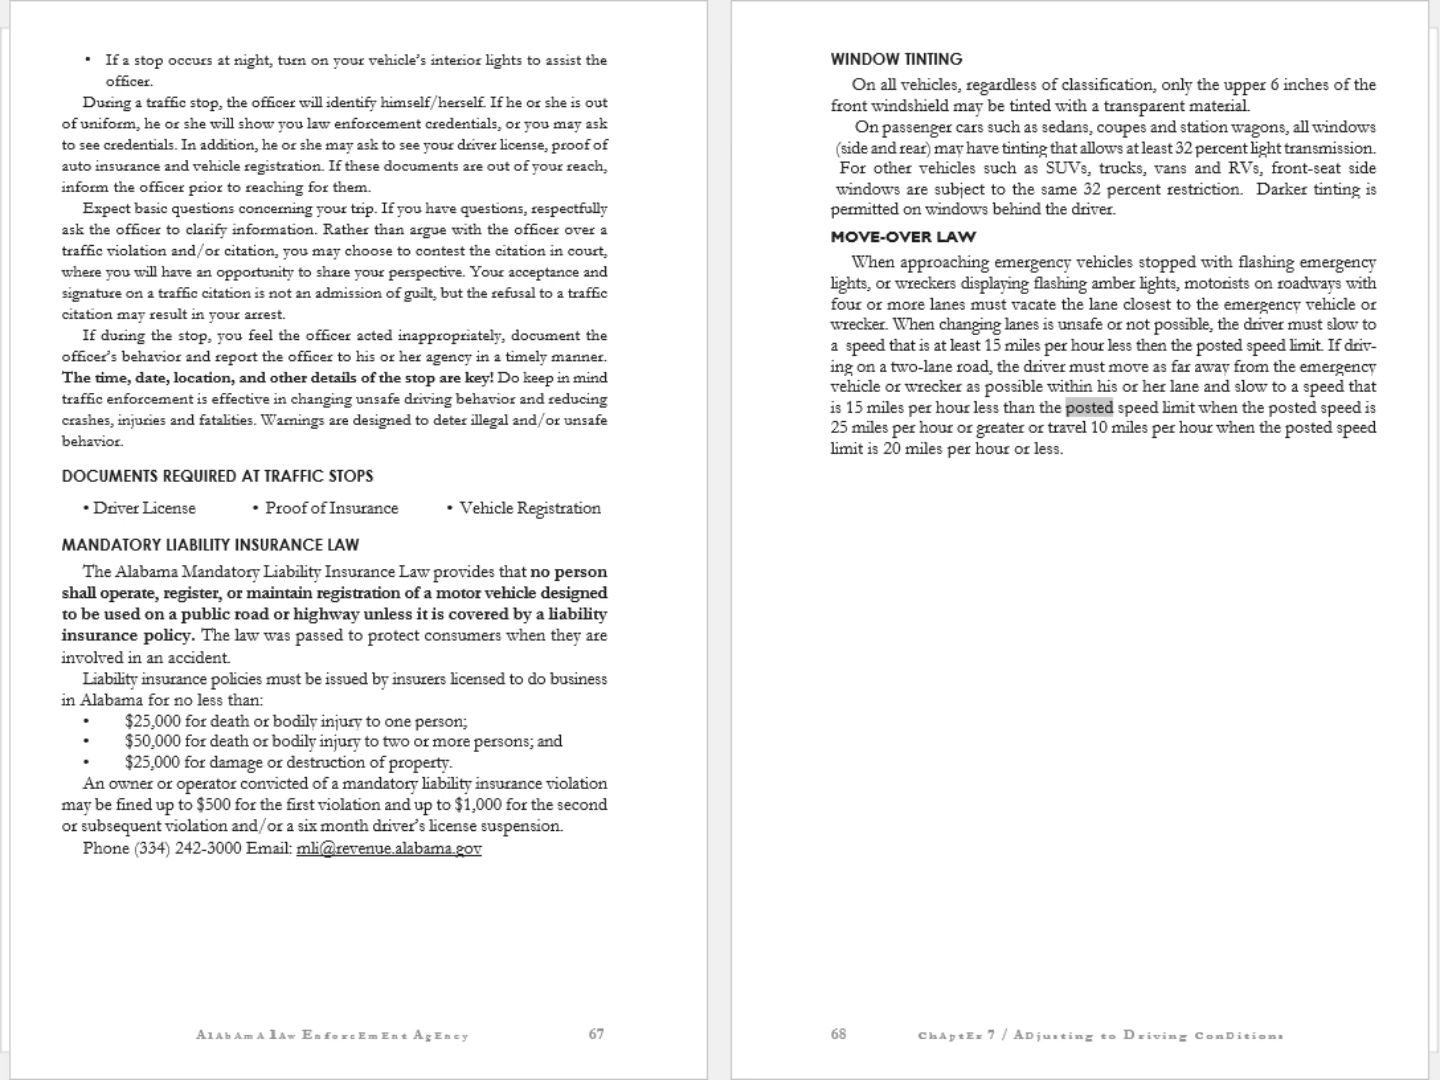 • If a stop occurs at night, turn on your vehicle's interior lights to assist the
officer.
During a traffic stop, the officer will identify himself/herself. If he or she is out
of uniform, he or she will show you law enforcement credentials, or you may ask
to see credentials. In addition, he or she may ask to see your driver license, proof of
auto insurance and vehicle registration. If these documents are out of your reach,
inform the officer prior to reaching for them.
Expect basic questions concerning your trip. If you have questions, respectfully
ask the officer to clarify information. Rather than argue with the officer over a
traffic violation and/or citation, you may choose to contest the citation in court,
where you will have an opportunity to share your perspective. Your acceptance and
signature on a traffic citation is not an admission of guilt, but the refusal to a traffic
citation may result in your arrest.
If during the stop, you feel the officer acted inappropriately, document the
officer's behavior and report the officer to his or her agency in a timely manner.
The time, date, location, and other details of the stop are key! Do keep in mind
traffic enforcement is effective in changing unsafe driving behavior and reducing
crashes, injuries and fatalities. Warnings are designed to deter illegal and/or unsafe
behavior.
DOCUMENTS REQUIRED AT TRAFFIC STOPS
• Driver License • Proof of Insurance • Vehicle Registration
MANDATORY LIABILITY INSURANCE LAW
The Alabama Mandatory Liability Insurance Law provides that no person
shall operate, register, or maintain registration of a motor vehicle designed
to be used on a public road or highway unless it is covered by a liability
insurance policy. The law was passed to protect consumers when they are
involved in an accident.
Liability insurance policies must be issued by insurers licensed to do business
in Alabama for no less than:
• $25,000 for death or bodily injury to one person;
• $50,000 for death or bodily injury to two or more persons; and
• $25,000 for damage or destruction of property.
An owner or operator convicted of a mandatory liability insurance violation
may be fined up to $500 for the first violation and up to $1,000 for the second
or subsequent violation and/or a six month driver's license suspension.
Phone (334) 242-3000 Email: mli@revenue.alabama.gov
AlAbAmA lAw EnforcEmEnt AgEncy 67
WINDOW TINTING
On all vehicles, regardless of classification, only the upper 6 inches of the
front windshield may be tinted with a transparent material.
On passenger cars such as sedans, coupes and station wagons, all windows
(side and rear) may have tinting that allows at least 32 percent light transmission.
For other vehicles such as SUVs, trucks, vans and RVs, front-seat side
windows are subject to the same 32 percent restriction. Darker tinting is
permitted on windows behind the driver.
MOVE-OVER LAW
When approaching emergency vehicles stopped with flashing emergency
lights, or wreckers displaying flashing amber lights, motorists on roadways with
four or more lanes must vacate the lane closest to the emergency vehicle or
wrecker. When changing lanes is unsafe or not possible, the driver must slow to
a speed that is at least 15 miles per hour less then the posted speed limit. If driv-
ing on a two-lane road, the driver must move as far away from the emergency
vehicle or wrecker as possible within his or her lane and slow to a speed that
is 15 miles per hour less than the posted speed limit when the posted speed is
25 miles per hour or greater or travel 10 miles per hour when the posted speed
limit is 20 miles per hour or less.
68 ChAptEr 7 / ADjusting to Driving ConDitions